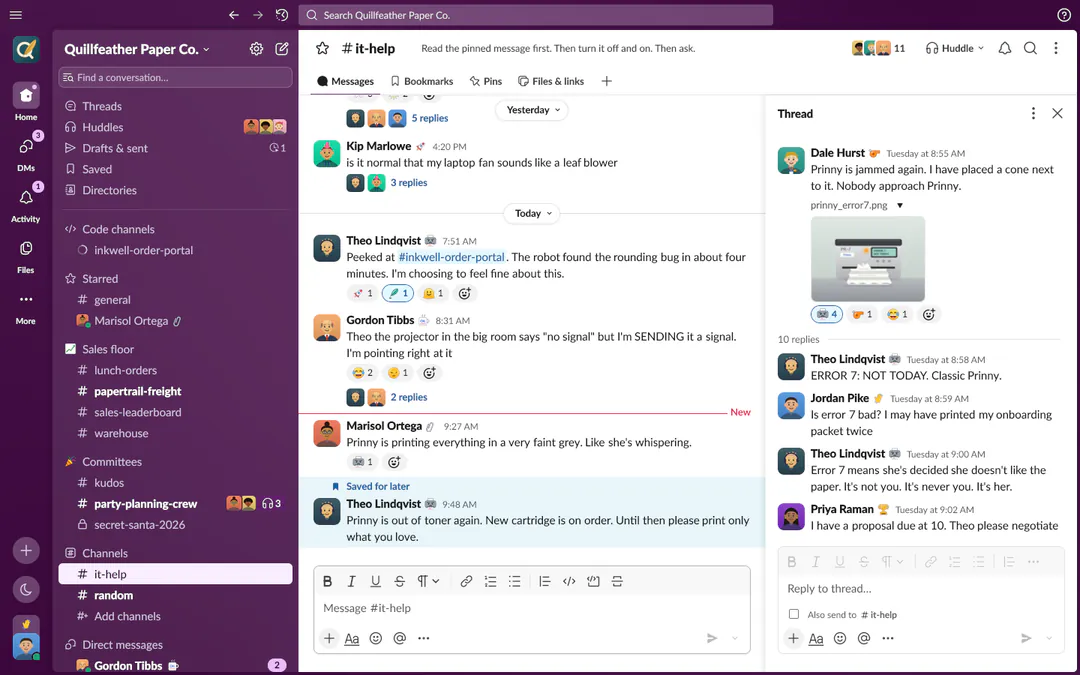 Search Quillfeather Paper Co.
Home
3
DMs
1
Activity
Files
More
Quillfeather Paper Co.
Find a conversation...
Threads
Huddles
Drafts & sent
1
Saved
Directories
Code channels
inkwell-order-portal
Starred
# general
Marisol Ortega
Sales floor
# lunch-orders
# papertrail-freight
# sales-leaderboard
# warehouse
Committees
# kudos
# party-planning-crew
3
secret-santa-2026
Channels
# it-help
# random
Add channels
Direct messages
Gordon Tibbs
2
# it-help
Read the pinned message first. Then turn it off and on. Then ask.
11
Huddle
Messages
Bookmarks
Pins
Files & links
Yesterday
5 replies
Kip Marlowe 4:20 PM
is it normal that my laptop fan sounds like a leaf blower
3 replies
Today
Theo Lindqvist 7:51 AM
Peeked at #inkwell-order-portal. The robot found the rounding bug in about four
minutes. I'm choosing to feel fine about this.
1 1 1
Gordon Tibbs 8:31 AM
Theo the projector in the big room says "no signal" but I'm SENDING it a signal.
I'm pointing right at it
2 1
2 replies
New
Marisol Ortega 9:27 AM
Prinny is printing everything in a very faint grey. Like she's whispering.
1
Saved for later
Theo Lindqvist 9:48 AM
Prinny is out of toner again. New cartridge is on order. Until then please print only
what you love.
B I U S
Message #it-help
Aa
Thread
Dale Hurst Tuesday at 8:55 AM
Prinny is jammed again. I have placed a cone next
to it. Nobody approach Prinny.
prinny_error7.png
4 1 1
10 replies
Theo Lindqvist Tuesday at 8:58 AM
ERROR 7: NOT TODAY. Classic Prinny.
Jordan Pike Tuesday at 8:59 AM
Is error 7 bad? I may have printed my onboarding
packet twice
Theo Lindqvist Tuesday at 9:00 AM
Error 7 means she's decided she doesn't like the
paper. It's not you. It's never you. It's her.
Priya Raman Tuesday at 9:02 AM
I have a proposal due at 10. Theo please negotiate
B I U S
Reply to thread...
Also send to # it-help
Aa